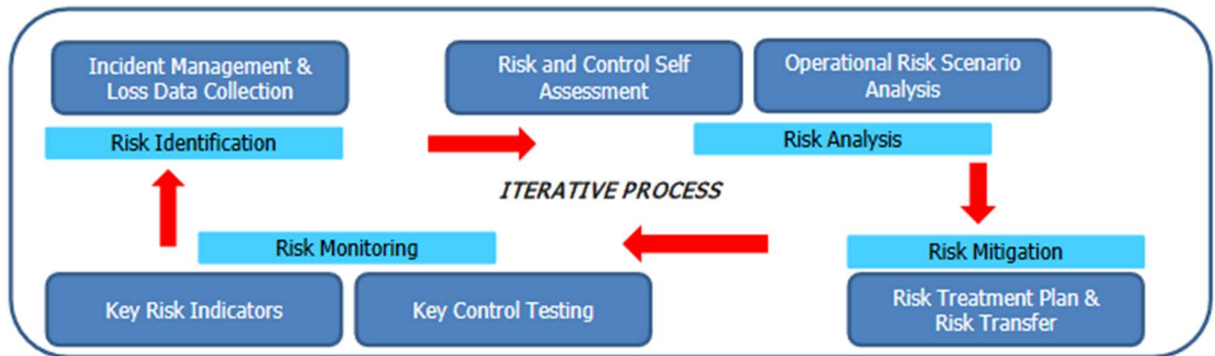 Incident Management &
Loss Data Collection
Risk and Control Self
Assessment
Operational Risk Scenario
Analysis
Risk Identification
Risk Analysis
ITERATIVE PROCESS
Risk Monitoring
Risk Mitigation
Key Risk Indicators
Key Control Testing
Risk Treatment Plan &
Risk Transfer